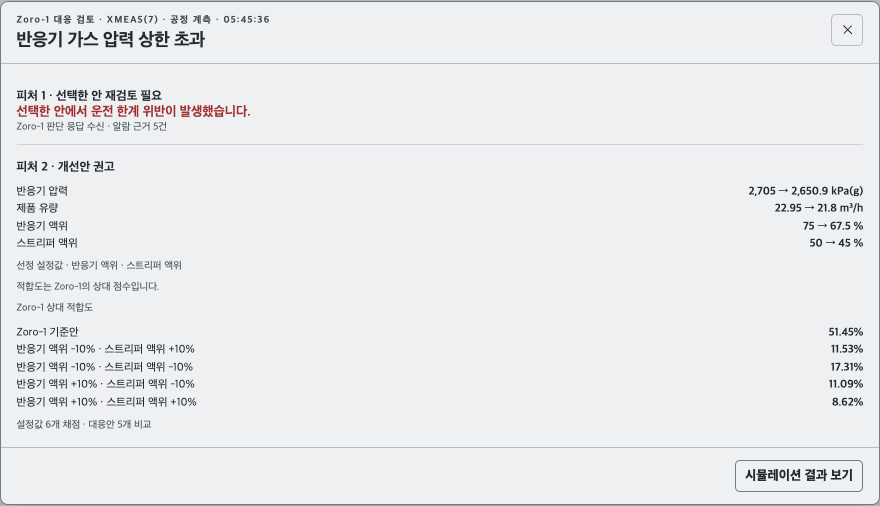 Zoro-1 대응 검토 · XMEAS(7) · 공정 계측 · 05:45:36
반응기 가스 압력 상한 초과
피처 1 · 선택한 안 재검토 필요
선택한 안에서 운전 한계 위반이 발생했습니다.
Zoro-1 판단 응답 수신 · 알람 근거 5건
피처 2 · 개선안 권고
반응기 압력 2,705 → 2,650.9 kPa(g)
제품 유량 22.95 → 21.8 m³/h
반응기 액위 75 → 67.5 %
스트리퍼 액위 50 → 45 %
선정 설정값 · 반응기 액위 · 스트리퍼 액위
적합도는 Zoro-1의 상대 점수입니다.
Zoro-1 상대 적합도
Zoro-1 기준안 51.45%
반응기 액위 -10% · 스트리퍼 액위 +10% 11.53%
반응기 액위 -10% · 스트리퍼 액위 -10% 17.31%
반응기 액위 +10% · 스트리퍼 액위 -10% 11.09%
반응기 액위 +10% · 스트리퍼 액위 +10% 8.62%
설정값 6개 채점 · 대응안 5개 비교
시뮬레이션 결과 보기